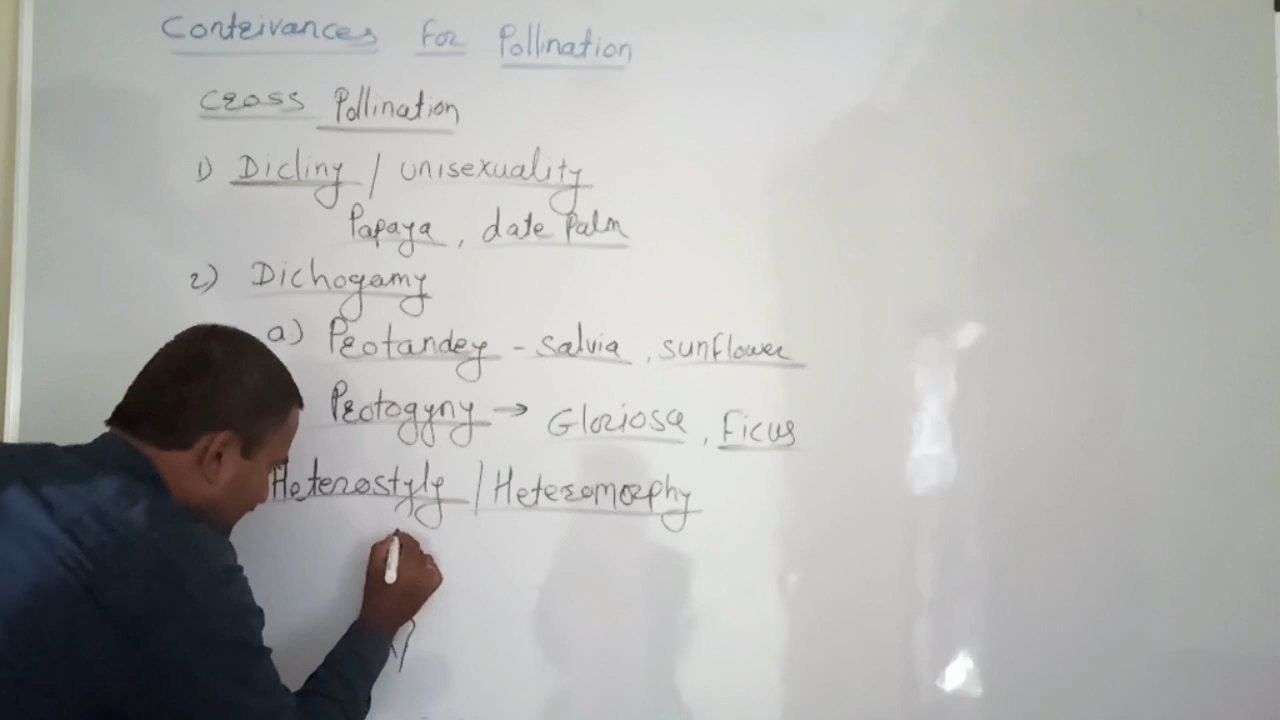 Contrivances For Pollination
cross Pollination
1) Dicliny / unisexuality
Papaya, date Palm
2) Dichogamy
a) Protandry - salvia, sunflower
Protogyny → Gloriosa, Ficus
Heterostyly / Heteromorphy